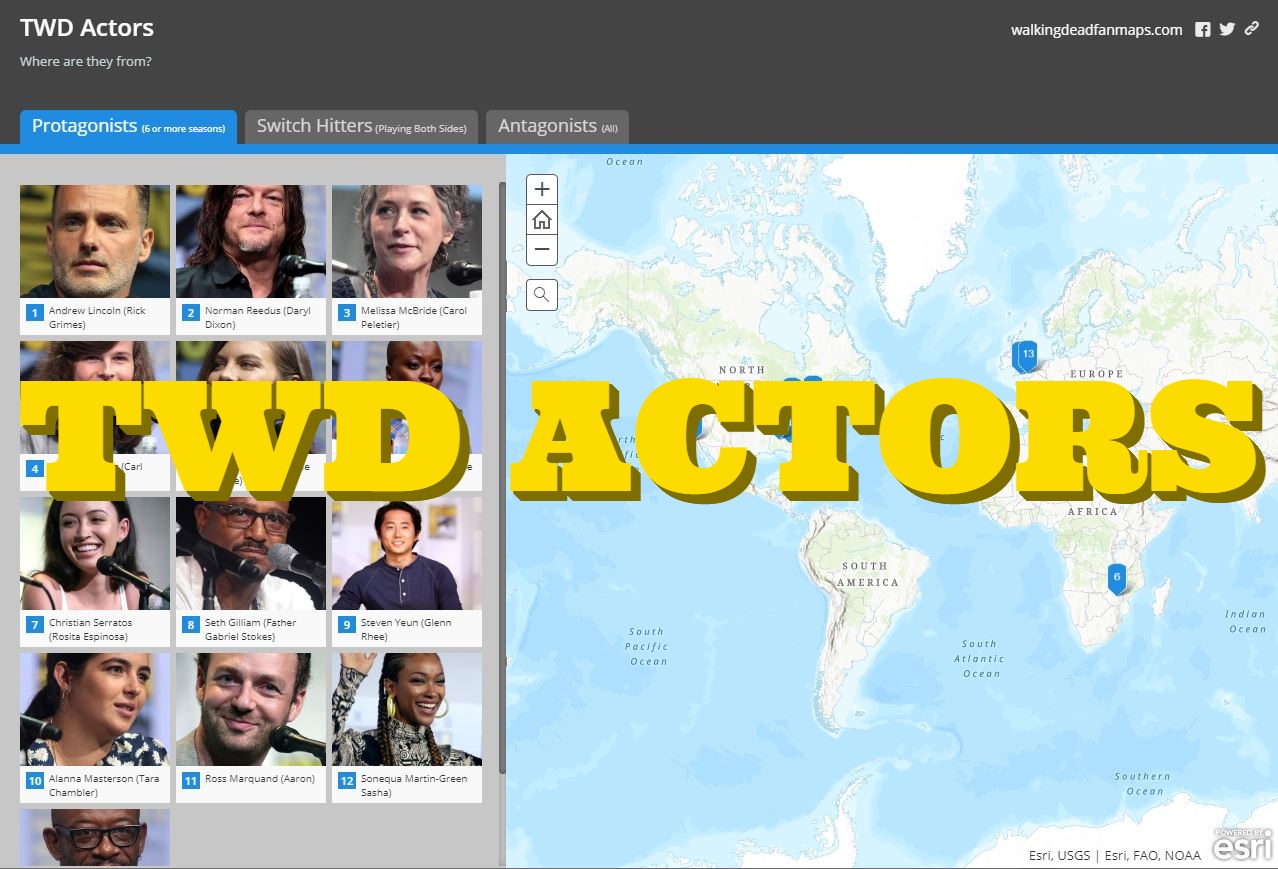 TWD Actors
walkingdeadfanmaps.com
Where are they from?
Protagonists (6 or more seasons)
Switch Hitters (Playing Both Sides)
Antagonists (All)
1 Andrew Lincoln (Rick
Grimes)
2 Norman Reedus (Daryl
Dixon)
3 Melissa McBride (Carol
Peletier)
4 (Carl
TWD ACTORS
7 Christian Serratos
(Rosita Espinosa)
8 Seth Gilliam (Father
Gabriel Stokes)
9 Steven Yeun (Glenn
Rhee)
10 Alanna Masterson (Tara
Chambler)
11 Ross Marquand (Aaron)
12 Sonequa Martin-Green
Sasha)
Ocean
+
−
13
NORTH
EUROPE
AFRICA
6
SOUTH
AMERICA
South
Pacific
Ocean
South
Atlantic
Ocean
Indian
Ocean
Southern
Ocean
POWERED BY
esri
Esri, USGS | Esri, FAO, NOAA